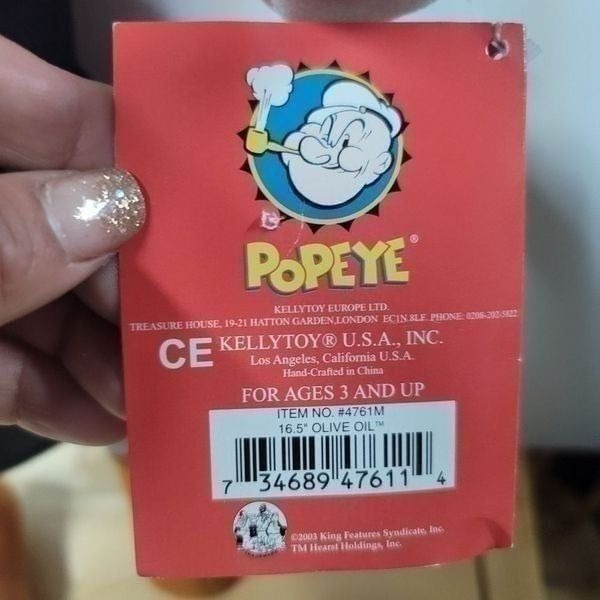 POPEYE®
KELLYTOY EUROPE LTD.
TREASURE HOUSE, 19-21 HATTON GARDEN,LONDON EC1N 8LF PHONE: 0208-202-5822
CE KELLYTOY® U.S.A., INC.
Los Angeles, California U.S.A.
Hand-Crafted in China
FOR AGES 3 AND UP
ITEM NO. #4761M
16.5" OLIVE OIL™
7 34689 47611 4
©2003 King Features Syndicate, Inc.
TM Hearst Holdings, Inc.